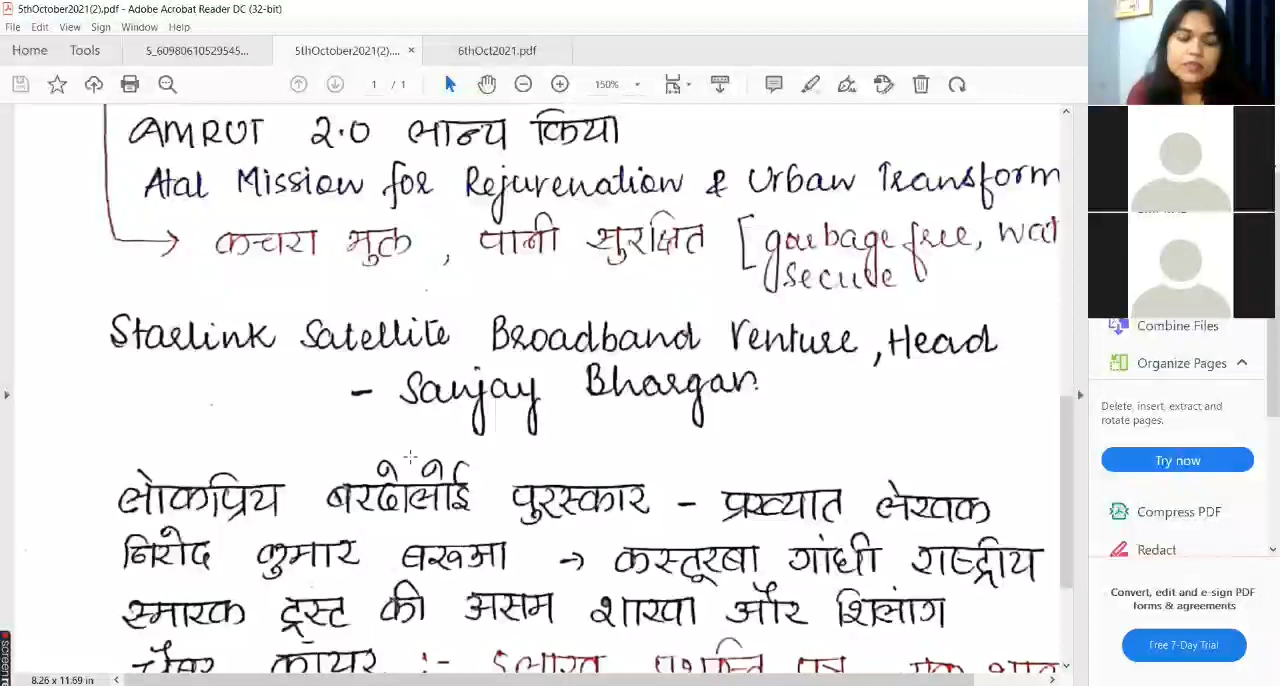 5thOctober2021(2).pdf - Adobe Acrobat Reader DC (32-bit)
File Edit View Sign Window Help
Home Tools 5_60980610529545... 5thOctober2021(2).... × 6thOct2021.pdf
1 / 1 150%
AMRUT 2.0 लान्च किया
Atal Mission for Rejurenation & Urban Transform
→ कचरा मुक्त , पानी सुरक्षित [garbage free, wat
secure
Starlink Satellite Broadband Venture, Head
- Sanjay Bhargav
लोकप्रिय बरदोलोई पुरस्कार - प्रख्यात लेखक
निरोद कुमार बरूआ → कस्तूरबा गांधी राष्ट्रीय
स्मारक ट्रस्ट की असम शाखा और शिलांग
कॉयर :-
Combine Files
Organize Pages
Delete, insert, extract and
rotate pages.
Try now
Compress PDF
Redact
Convert, edit and e-sign PDF
forms & agreements
Free 7-Day Trial
8.26 x 11.69 in